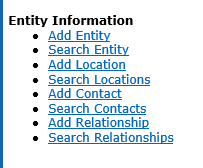 Entity Information
Add Entity
Search Entity
Add Location
Search Locations
Add Contact
Search Contacts
Add Relationship
Search Relationships